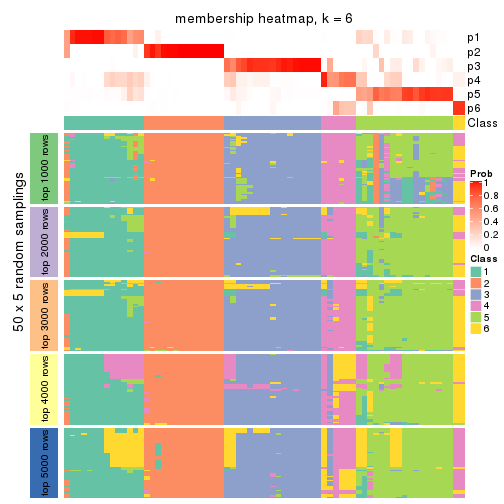 membership heatmap, k = 6
p1
p2
p3
p4
p5
p6
Class
50 x 5 random samplings
top 1000 rows
top 2000 rows
top 3000 rows
top 4000 rows
top 5000 rows
Prob
1
0.8
0.6
0.4
0.2
0
Class
1
2
3
4
5
6